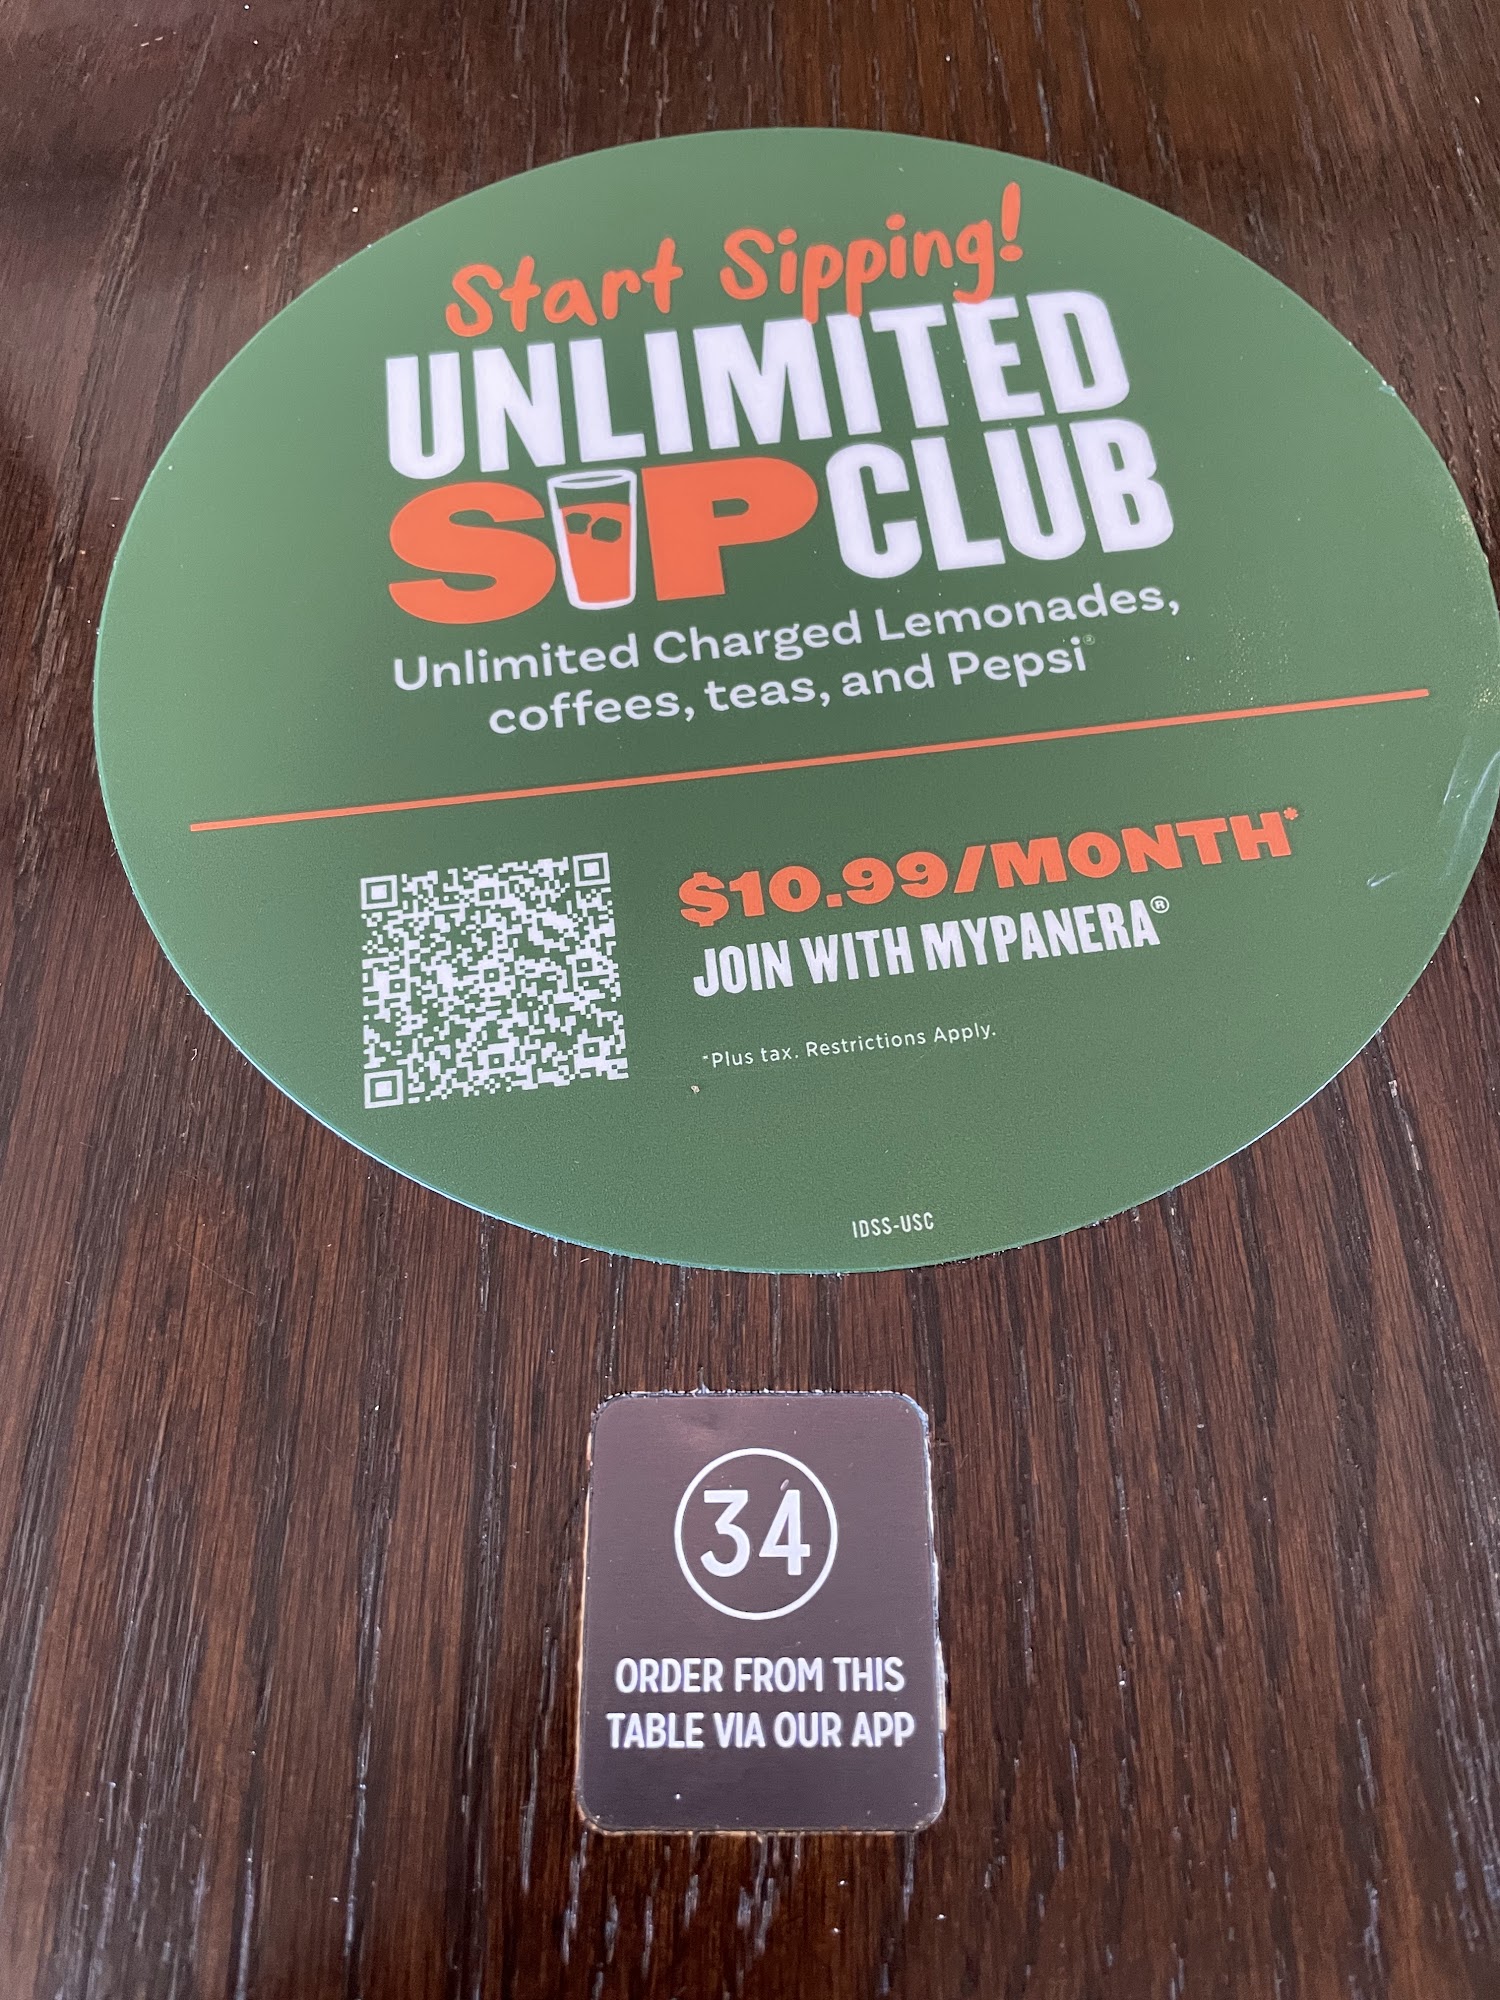 Start Sipping!
UNLIMITED
SIP CLUB
Unlimited Charged Lemonades,
coffees, teas, and Pepsi®
$10.99/MONTH*
JOIN WITH MYPANERA®
*Plus tax. Restrictions Apply.
IDSS-USC
34
ORDER FROM THIS
TABLE VIA OUR APP